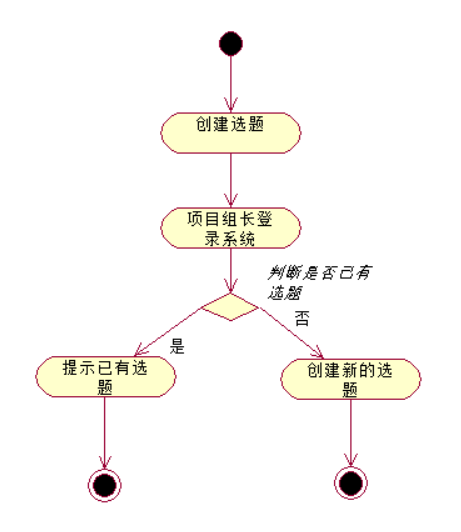 创建选题
项目组长登
录系统
判断是否已有
选题
否
是
提示已有选
题
创建新的选
题